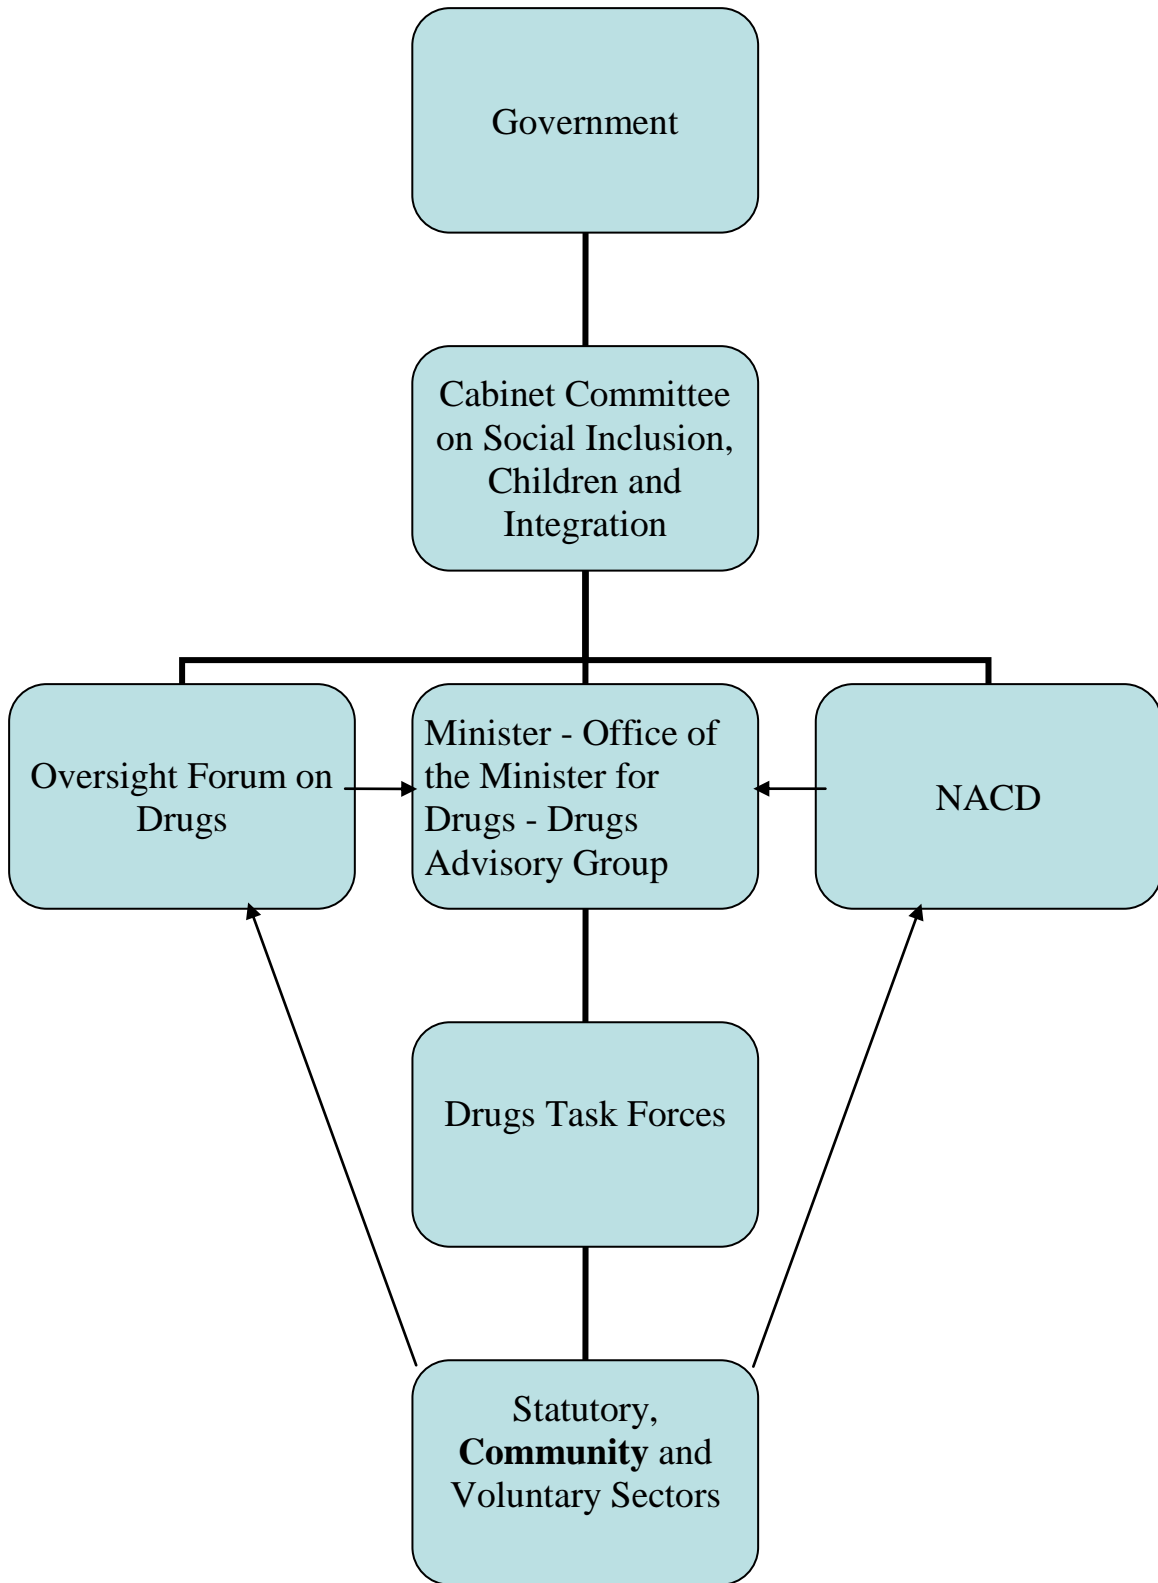 Government
Cabinet Committee
on Social Inclusion,
Children and
Integration
Oversight Forum on
Drugs
Minister - Office of
the Minister for
Drugs - Drugs
Advisory Group
NACD
Drugs Task Forces
Statutory,
Community and
Voluntary Sectors